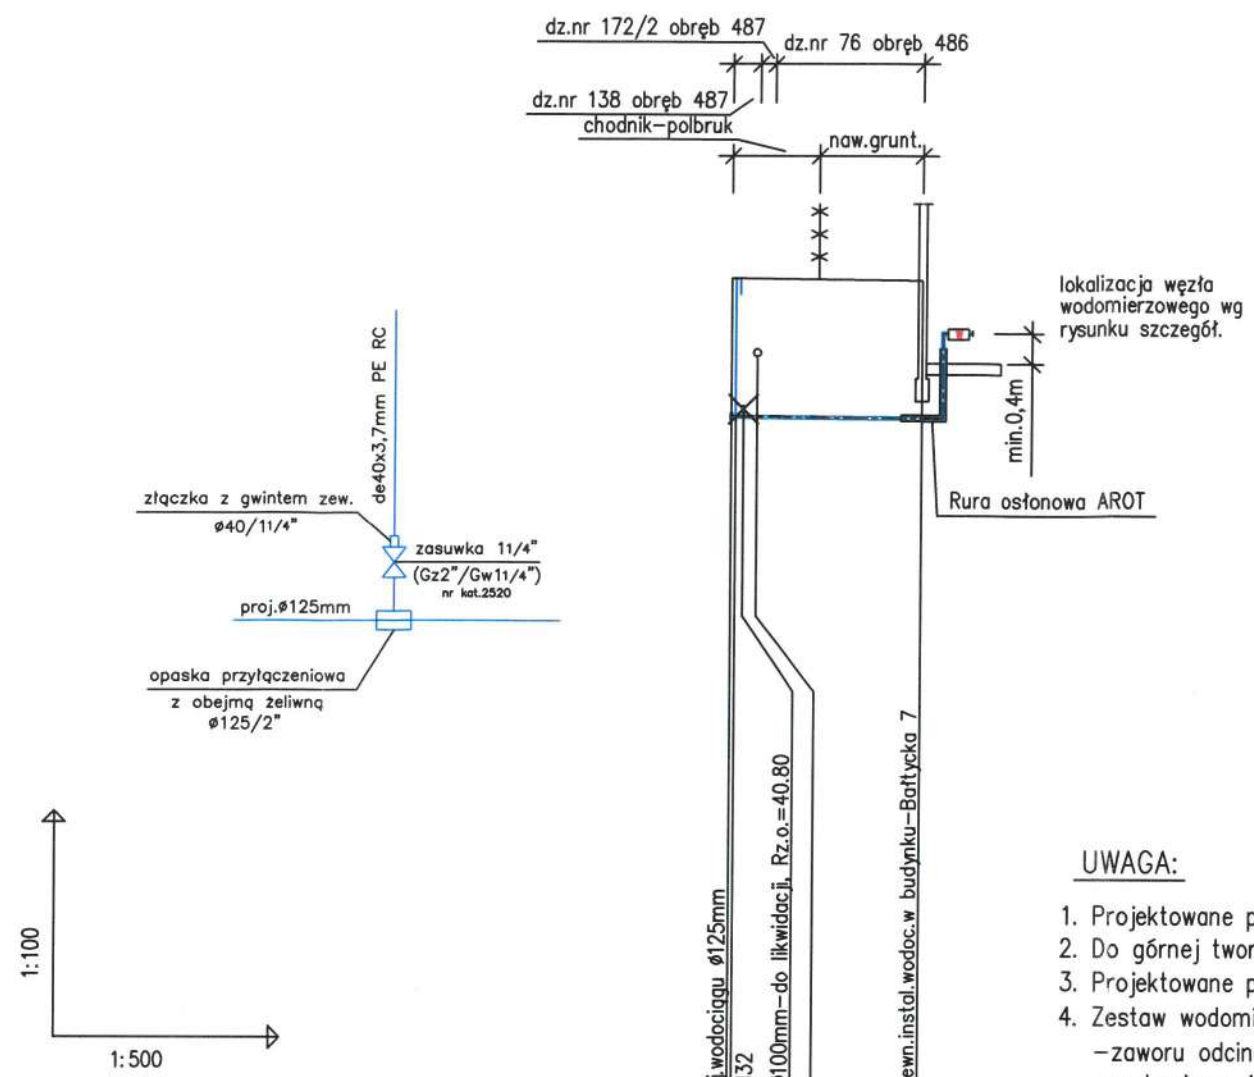 dz.nr 172/2 obręb 487
dz.nr 76 obręb 486
dz.nr 138 obręb 487
chodnik-polbruk
naw.grunt.
lokalizacja węzła
wodomierzowego wg
rysunku szczegół.
min.0,4m
Rura osłonowa AROT
de40x3,7mm PE RC
złączka z gwintem zew.
ø40/11/4"
zasuwka 11/4"
(Gz2"/Gw11/4")
nr kat.2520
proj.ø125mm
opaska przyłączeniowa
z obejmą żeliwną
ø125/2"
1:100
1:500
wodociągu ø125mm
32
100mm-do likwidacji, Rz.o.=40.80
ewn.instal.wodoc.w budynku-Bałtycka 7
UWAGA:
1. Projektowane p
2. Do górnej twor
3. Projektowane p
4. Zestaw wodomi
-zaworu odcin